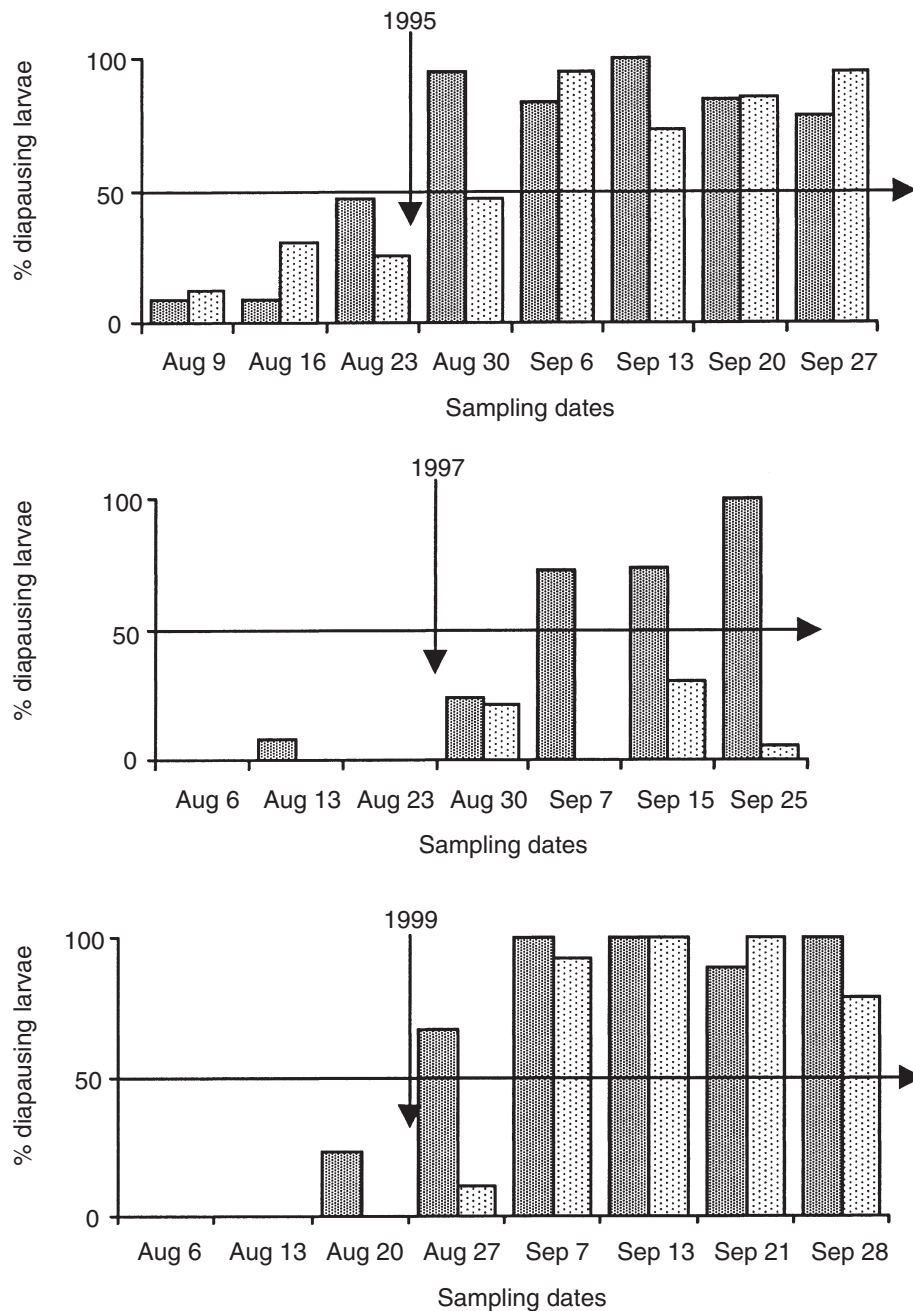 1995
% diapausing larvae
100
50
0
Aug 9 Aug 16 Aug 23 Aug 30 Sep 6 Sep 13 Sep 20 Sep 27
Sampling dates
1997
% diapausing larvae
100
50
0
Aug 6 Aug 13 Aug 23 Aug 30 Sep 7 Sep 15 Sep 25
Sampling dates
1999
% diapausing larvae
100
50
0
Aug 6 Aug 13 Aug 20 Aug 27 Sep 7 Sep 13 Sep 21 Sep 28
Sampling dates